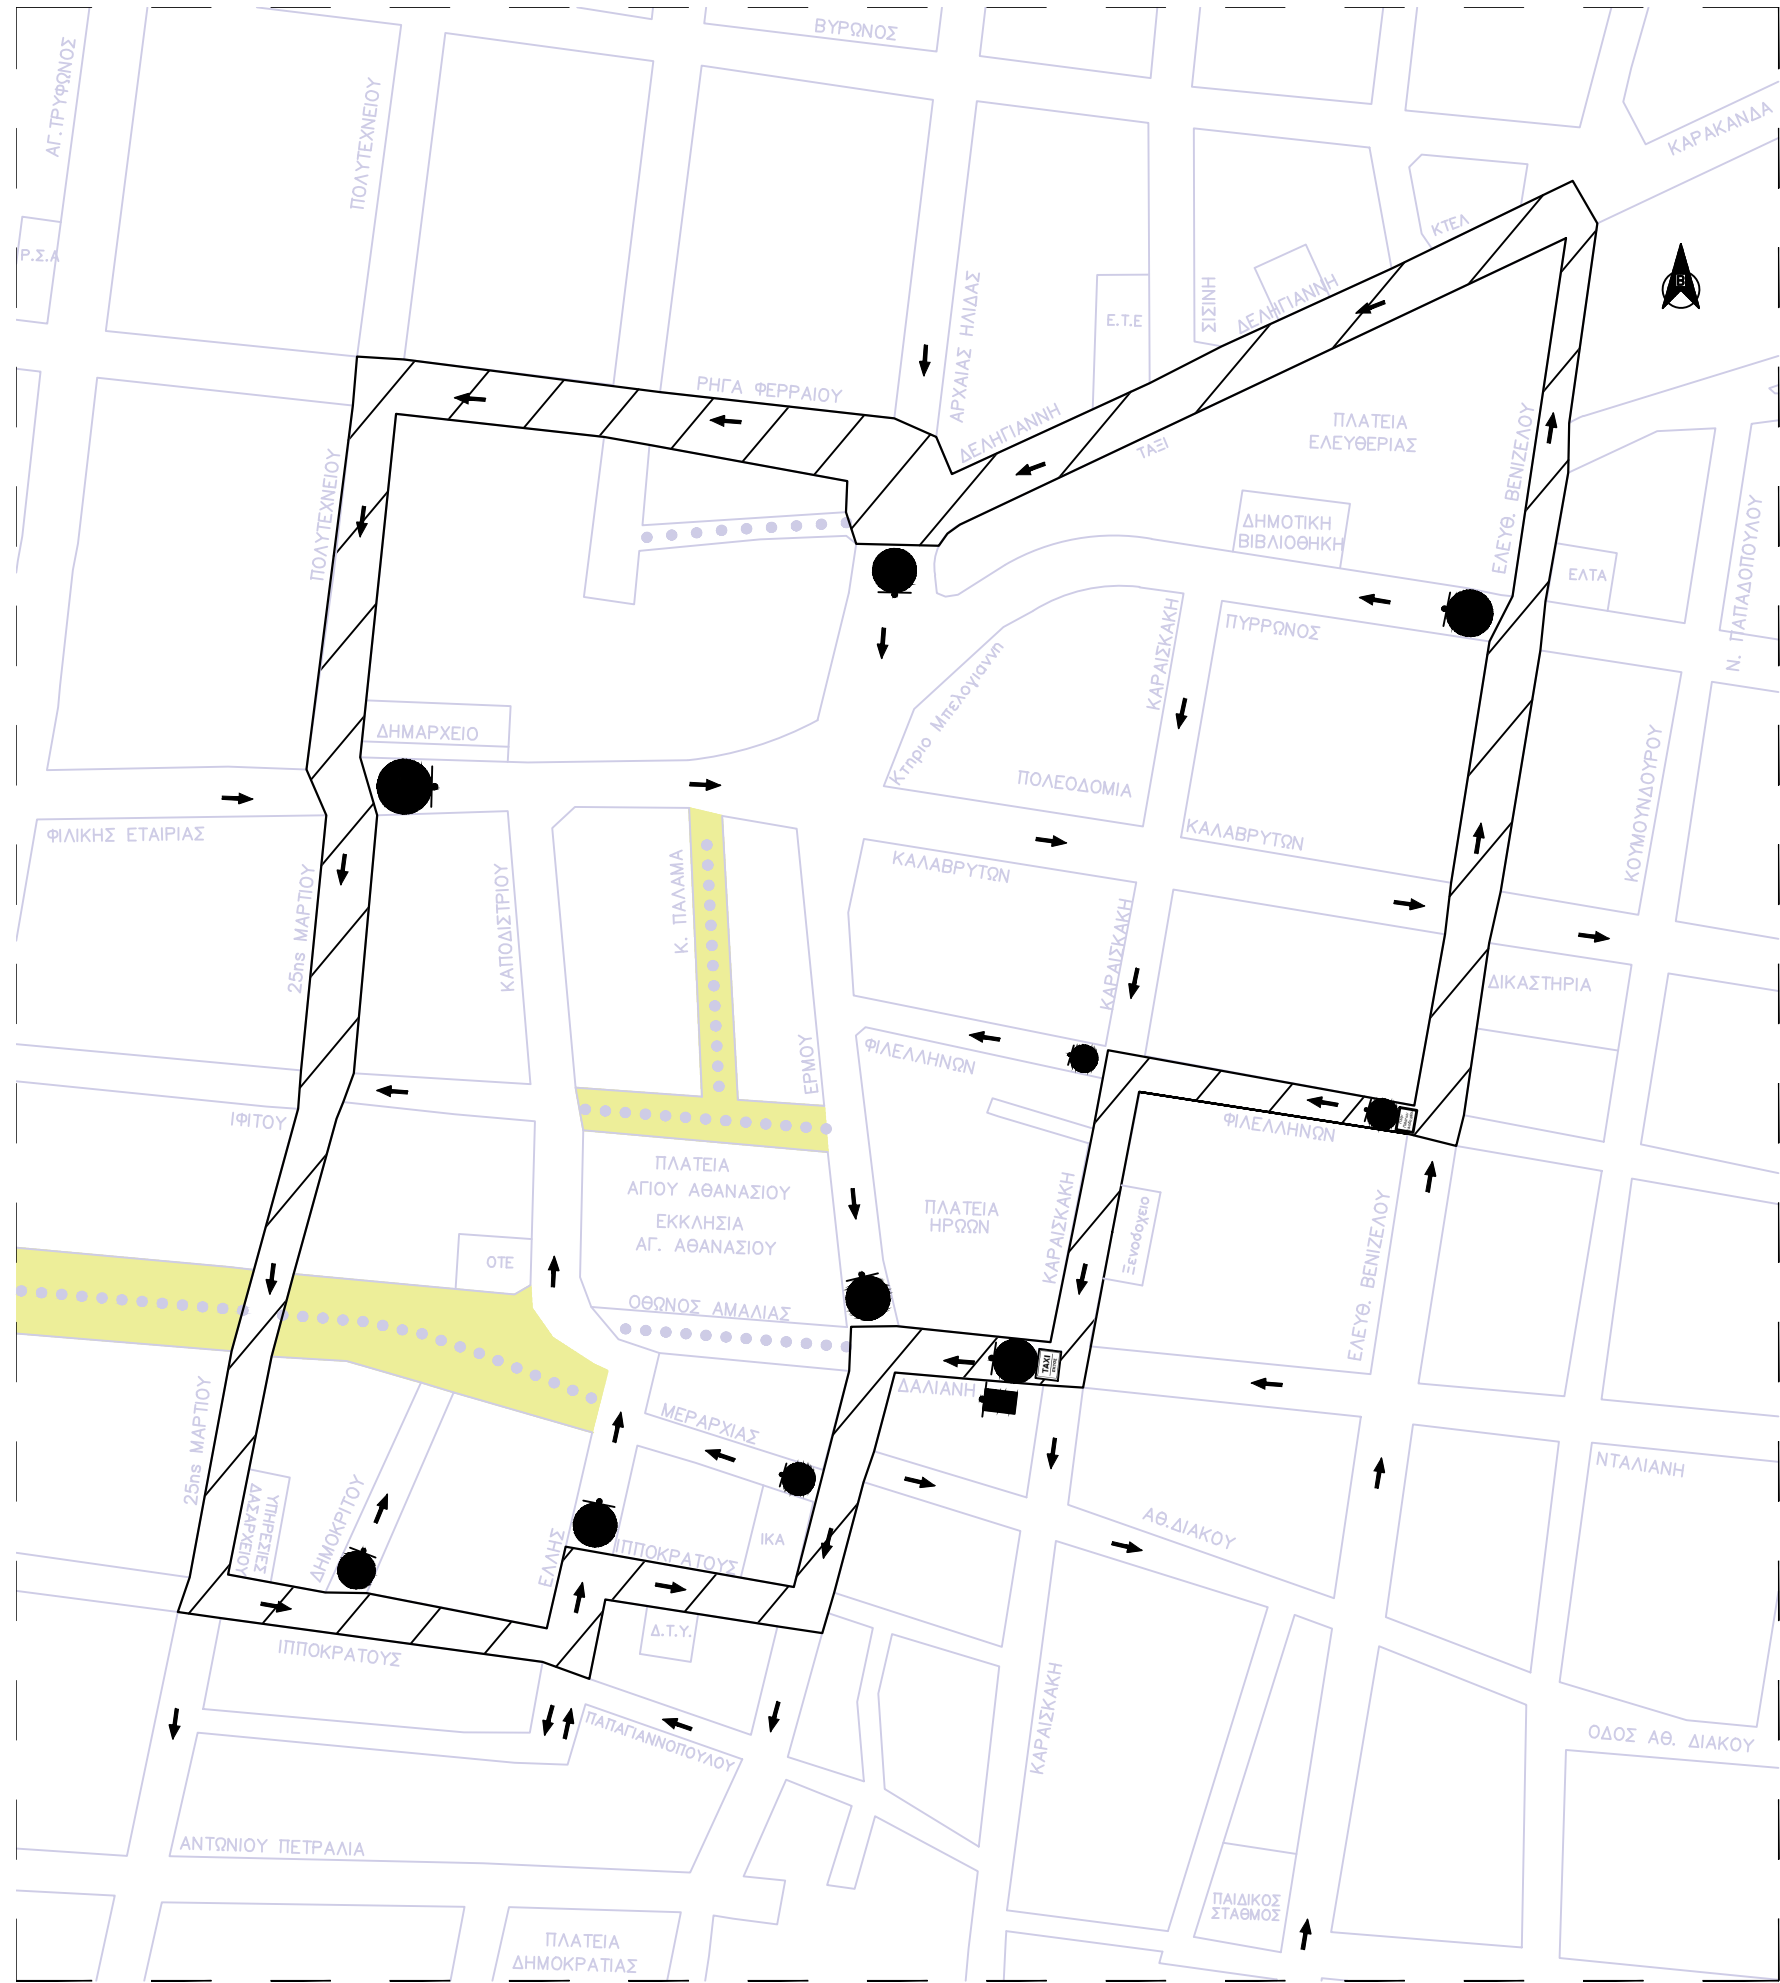 ΒΥΡΩΝΟΣ
ΑΓ.ΤΡΥΦΩΝΟΣ
ΠΟΛΥΤΕΧΝΕΙΟΥ
ΚΑΡΑΚΑΝΔΑ
Ρ.Σ.Α
ΚΤΕΛ
Β
ΑΡΧΑΙΑΣ ΗΛΙΔΑΣ
Ε.Τ.Ε
ΣΙΣΙΝΗ
ΔΕΛΗΓΙΑΝΝΗ
ΡΗΓΑ ΦΕΡΡΑΙΟΥ
ΔΕΛΗΓΙΑΝΝΗ
ΤΑΞΙ
ΠΛΑΤΕΙΑ
ΕΛΕΥΘΕΡΙΑΣ
ΕΛΕΥΘ. ΒΕΝΙΖΕΛΟΥ
ΠΟΛΥΤΕΧΝΕΙΟΥ
ΔΗΜΟΤΙΚΗ
ΒΙΒΛΙΟΘΗΚΗ
ΕΛΤΑ
Ν. ΠΑΠΑΔΟΠΟΥΛΟΥ
ΠΥΡΡΩΝΟΣ
ΚΑΡΑΙΣΚΑΚΗ
Κτηριο Μπελογιαννη
ΔΗΜΑΡΧΕΙΟ
ΠΟΛΕΟΔΟΜΙΑ
ΚΟΥΜΟΥΝΔΟΥΡΟΥ
ΦΙΛΙΚΗΣ ΕΤΑΙΡΙΑΣ
ΚΑΛΑΒΡΥΤΩΝ
ΚΑΛΑΒΡΥΤΩΝ
25ης ΜΑΡΤΙΟΥ
ΚΑΠΟΔΙΣΤΡΙΟΥ
Κ. ΠΑΛΑΜΑ
ΚΑΡΑΙΣΚΑΚΗ
ΔΙΚΑΣΤΗΡΙΑ
ΕΡΜΟΥ
ΦΙΛΕΛΛΗΝΩΝ
ΙΦΙΤΟΥ
ΦΙΛΕΛΛΗΝΩΝ
ΠΛΑΤΕΙΑ
ΑΓΙΟΥ ΑΘΑΝΑΣΙΟΥ
ΕΚΚΛΗΣΙΑ
ΑΓ. ΑΘΑΝΑΣΙΟΥ
ΠΛΑΤΕΙΑ
ΗΡΩΩΝ
ΚΑΡΑΙΣΚΑΚΗ
Ξενοδοχειο
ΕΛΕΥΘ. ΒΕΝΙΖΕΛΟΥ
ΟΤΕ
ΟΘΩΝΟΣ ΑΜΑΛΙΑΣ
TAXI
ΔΑΛΙΑΝΗ
25ης ΜΑΡΤΙΟΥ
ΜΕΡΑΡΧΙΑΣ
ΝΤΑΛΙΑΝΗ
ΥΠΗΡΕΣΙΕΣ
ΔΑΣΑΡΧΕΙΟΥ
ΔΗΜΟΚΡΙΤΟΥ
ΕΛΛΗΣ
ΙΠΠΟΚΡΑΤΟΥΣ
ΙΚΑ
ΑΘ.ΔΙΑΚΟΥ
Δ.Τ.Υ.
ΙΠΠΟΚΡΑΤΟΥΣ
ΠΑΠΑΓΙΑΝΝΟΠΟΥΛΟΥ
ΚΑΡΑΙΣΚΑΚΗ
ΟΔΟΣ ΑΘ. ΔΙΑΚΟΥ
ΑΝΤΩΝΙΟΥ ΠΕΤΡΑΛΙΑ
ΠΑΙΔΙΚΟΣ
ΣΤΑΘΜΟΣ
ΠΛΑΤΕΙΑ
ΔΗΜΟΚΡΑΤΙΑΣ